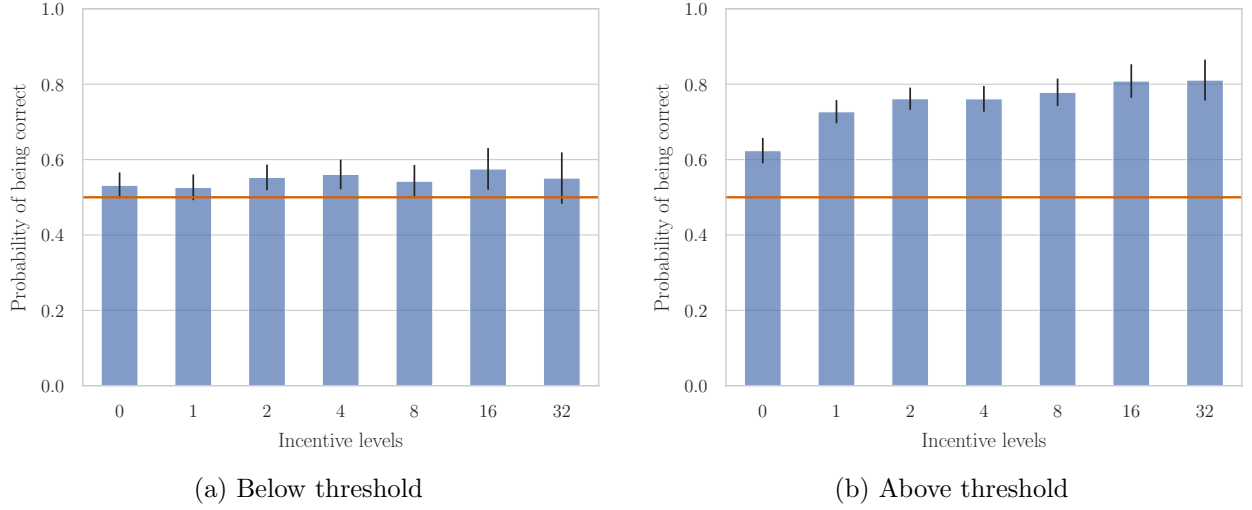 1.0
0.8
0.6
0.4
0.2
0.0
Probability of being correct
0 1 2 4 8 16 32
Incentive levels
(a) Below threshold
1.0
0.8
0.6
0.4
0.2
0.0
Probability of being correct
0 1 2 4 8 16 32
Incentive levels
(b) Above threshold